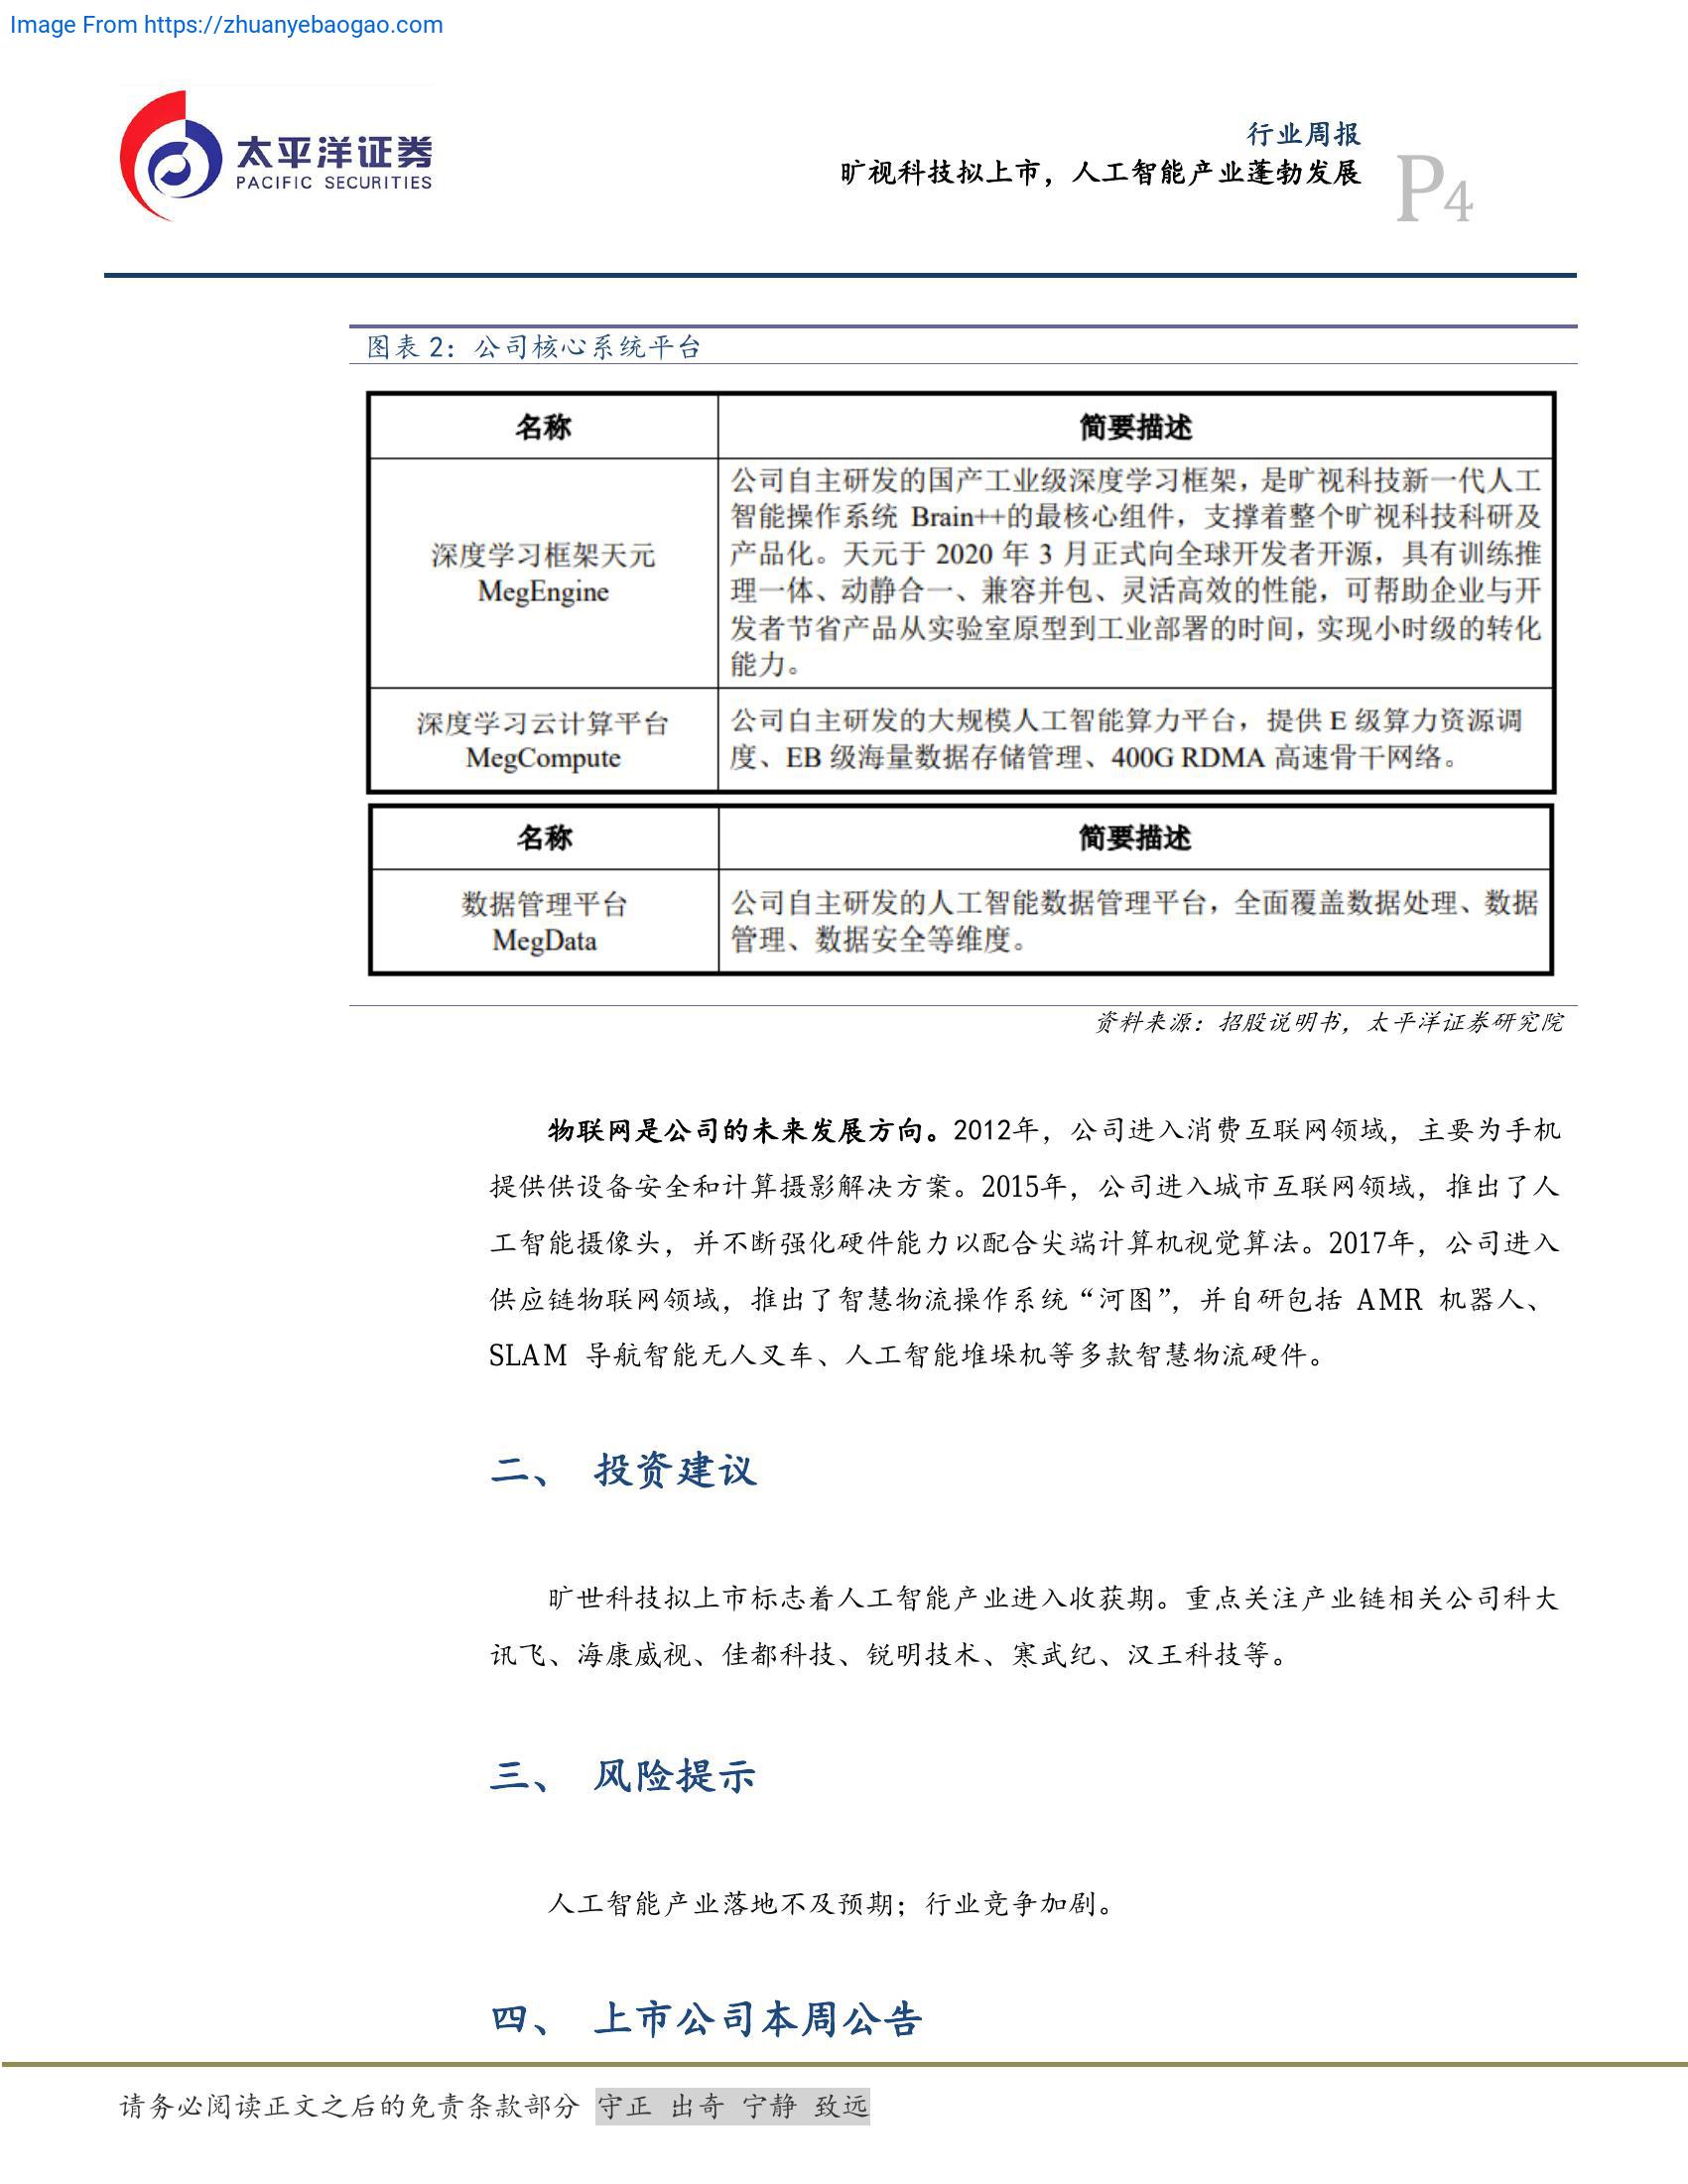 Image From https://zhuanyebaogao.com
太平洋证券
PACIFIC SECURITIES
行业周报
旷视科技拟上市，人工智能产业蓬勃发展
P4
图表 2：公司核心系统平台
名称 简要描述
深度学习框架天元
MegEngine
公司自主研发的国产工业级深度学习框架，是旷视科技新一代人工
智能操作系统 Brain++的最核心组件，支撑着整个旷视科技科研及
产品化。天元于 2020 年 3 月正式向全球开发者开源，具有训练推
理一体、动静合一、兼容并包、灵活高效的性能，可帮助企业与开
发者节省产品从实验室原型到工业部署的时间，实现小时级的转化
能力。
深度学习云计算平台
MegCompute
公司自主研发的大规模人工智能算力平台，提供 E 级算力资源调
度、EB 级海量数据存储管理、400G RDMA 高速骨干网络。
名称 简要描述
数据管理平台
MegData
公司自主研发的人工智能数据管理平台，全面覆盖数据处理、数据
管理、数据安全等维度。
资料来源：招股说明书，太平洋证券研究院
物联网是公司的未来发展方向。2012年，公司进入消费互联网领域，主要为手机
提供供设备安全和计算摄影解决方案。2015年，公司进入城市互联网领域，推出了人
工智能摄像头，并不断强化硬件能力以配合尖端计算机视觉算法。2017年，公司进入
供应链物联网领域，推出了智慧物流操作系统“河图”，并自研包括 AMR 机器人、
SLAM 导航智能无人叉车、人工智能堆垛机等多款智慧物流硬件。
二、 投资建议
旷世科技拟上市标志着人工智能产业进入收获期。重点关注产业链相关公司科大
讯飞、海康威视、佳都科技、锐明技术、寒武纪、汉王科技等。
三、 风险提示
人工智能产业落地不及预期；行业竞争加剧。
四、 上市公司本周公告
请务必阅读正文之后的免责条款部分 守正 出奇 宁静 致远